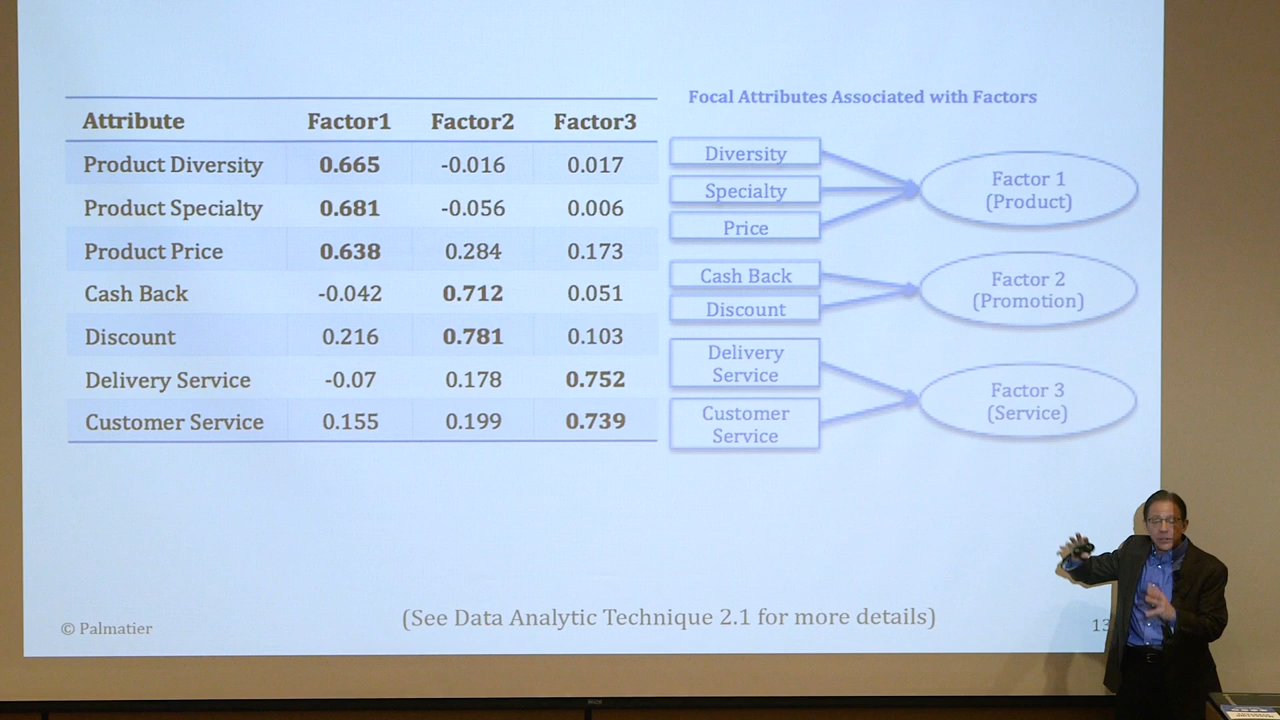 Focal Attributes Associated with Factors
Attribute Factor1 Factor2 Factor3
Product Diversity 0.665 -0.016 0.017
Product Specialty 0.681 -0.056 0.006
Product Price 0.638 0.284 0.173
Cash Back -0.042 0.712 0.051
Discount 0.216 0.781 0.103
Delivery Service -0.07 0.178 0.752
Customer Service 0.155 0.199 0.739
Diversity
Specialty
Price
Factor 1
(Product)
Cash Back
Discount
Factor 2
(Promotion)
Delivery
Service
Customer
Service
Factor 3
(Service)
(See Data Analytic Technique 2.1 for more details)
© Palmatier
13